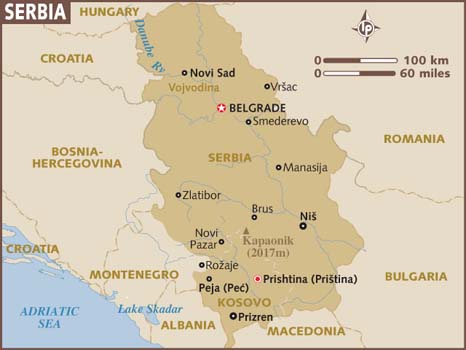 SERBIA
HUNGARY
Danube Rv
CROATIA
Novi Sad
Vojvodina
Vršac
0 100 km
0 60 miles
BELGRADE
Smederevo
ROMANIA
BOSNIA-
HERCEGOVINA
SERBIA
Manasija
Zlatibor
Brus
Niš
Novi
Pazar
Kapaonik
(2017m)
CROATIA
Rožaje
MONTENEGRO
Prishtina (Priština)
BULGARIA
Peja (Peć)
KOSOVO
ADRIATIC
SEA
Lake Skadar
Prizren
ALBANIA
MACEDONIA